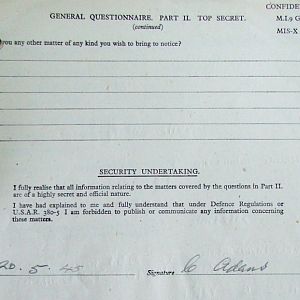 CONFIDE
GENERAL QUESTIONNAIRE. PART II. TOP SECRET.
M.I.9 G
(continued)
MIS-X
you any other matter of any kind you wish to bring to notice?
SECURITY UNDERTAKING.
I fully realise that all information relating to the matters covered by the questions in Part II.
are of a highly secret and official nature.
I have had explained to me and fully understand that under Defence Regulations or
U.S.A.R. 380-5 I am forbidden to publish or communicate any information concerning
these matters.
20. 5. 45
Signature C Adams